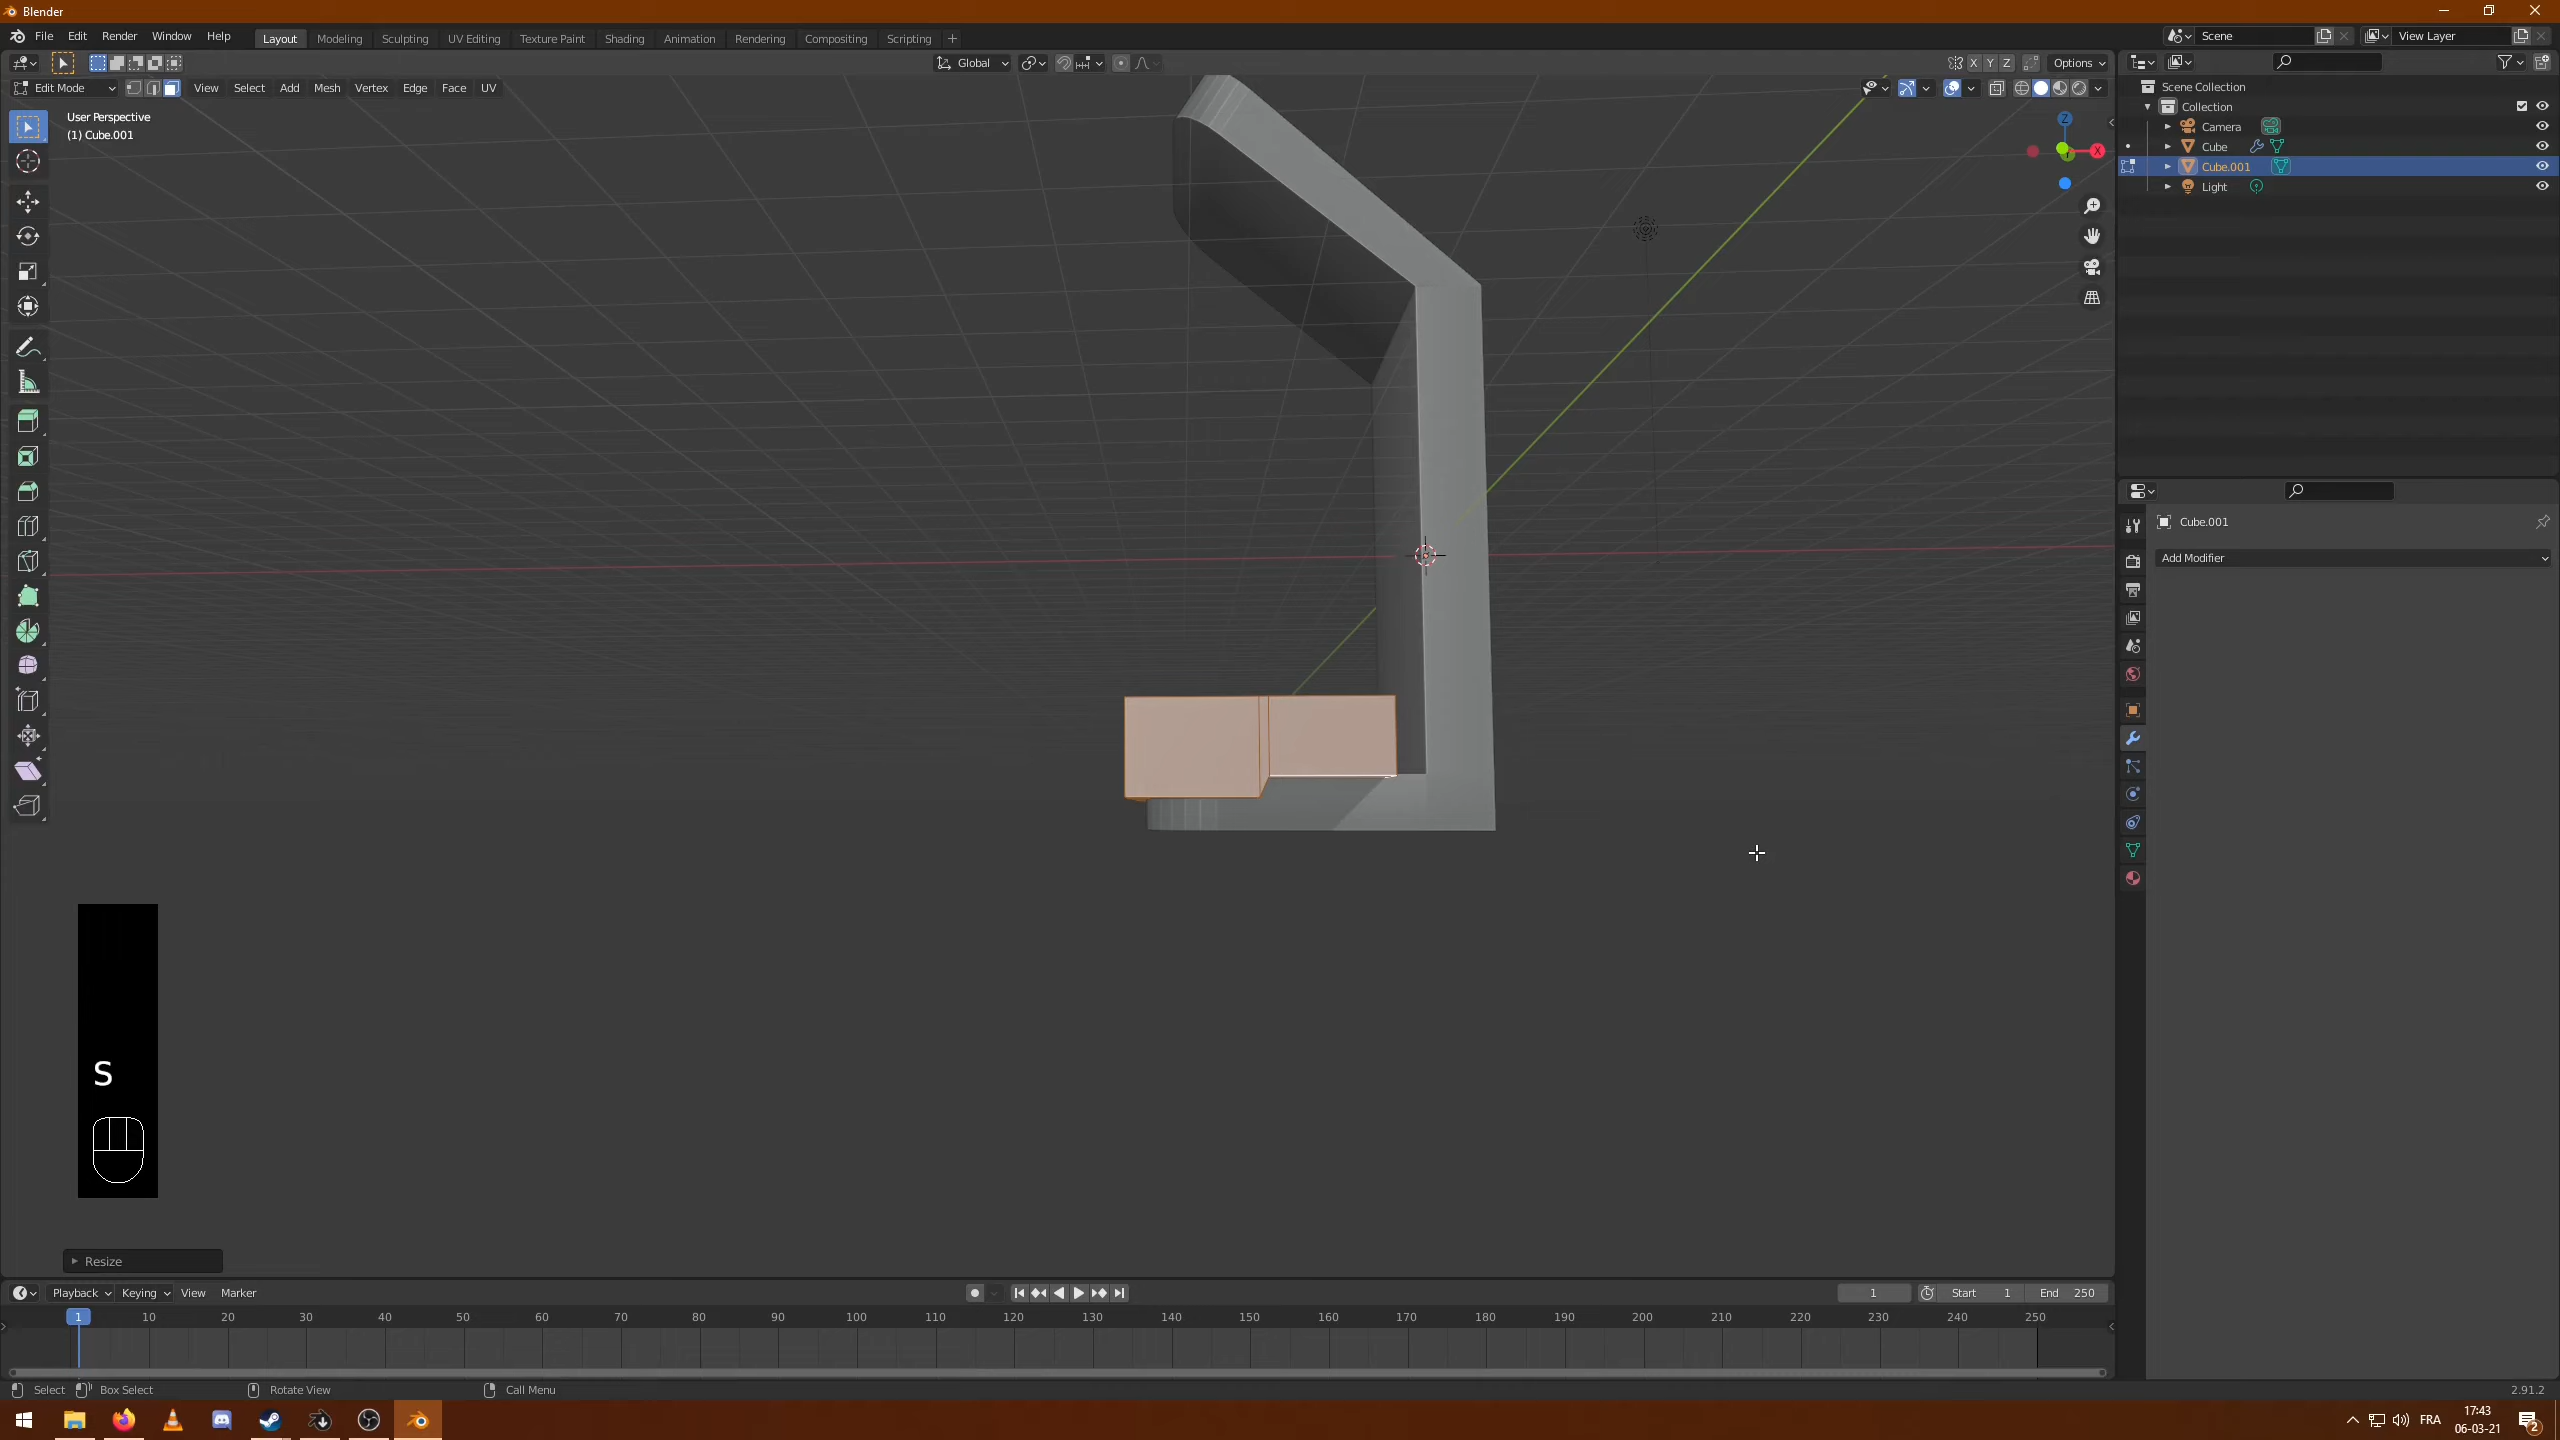 Blender
File Edit Render Window Help Layout Modeling Sculpting UV Editing Texture Paint Shading Animation Rendering Compositing Scripting + Scene View Layer
Global X Y Z Options
Edit Mode View Select Add Mesh Vertex Edge Face UV
User Perspective
(1) Cube.001
Z
X
Y
Scene Collection
Collection
Camera
Cube
Cube.001
Light
Cube.001
Add Modifier
S
Resize
Playback Keying View Marker 1 Start 1 End 250
1 10 20 30 40 50 60 70 80 90 100 110 120 130 140 150 160 170 180 190 200 210 220 230 240 250
Select Box Select Rotate View Call Menu 2.91.2
FRA
17:43
06-03-21
2